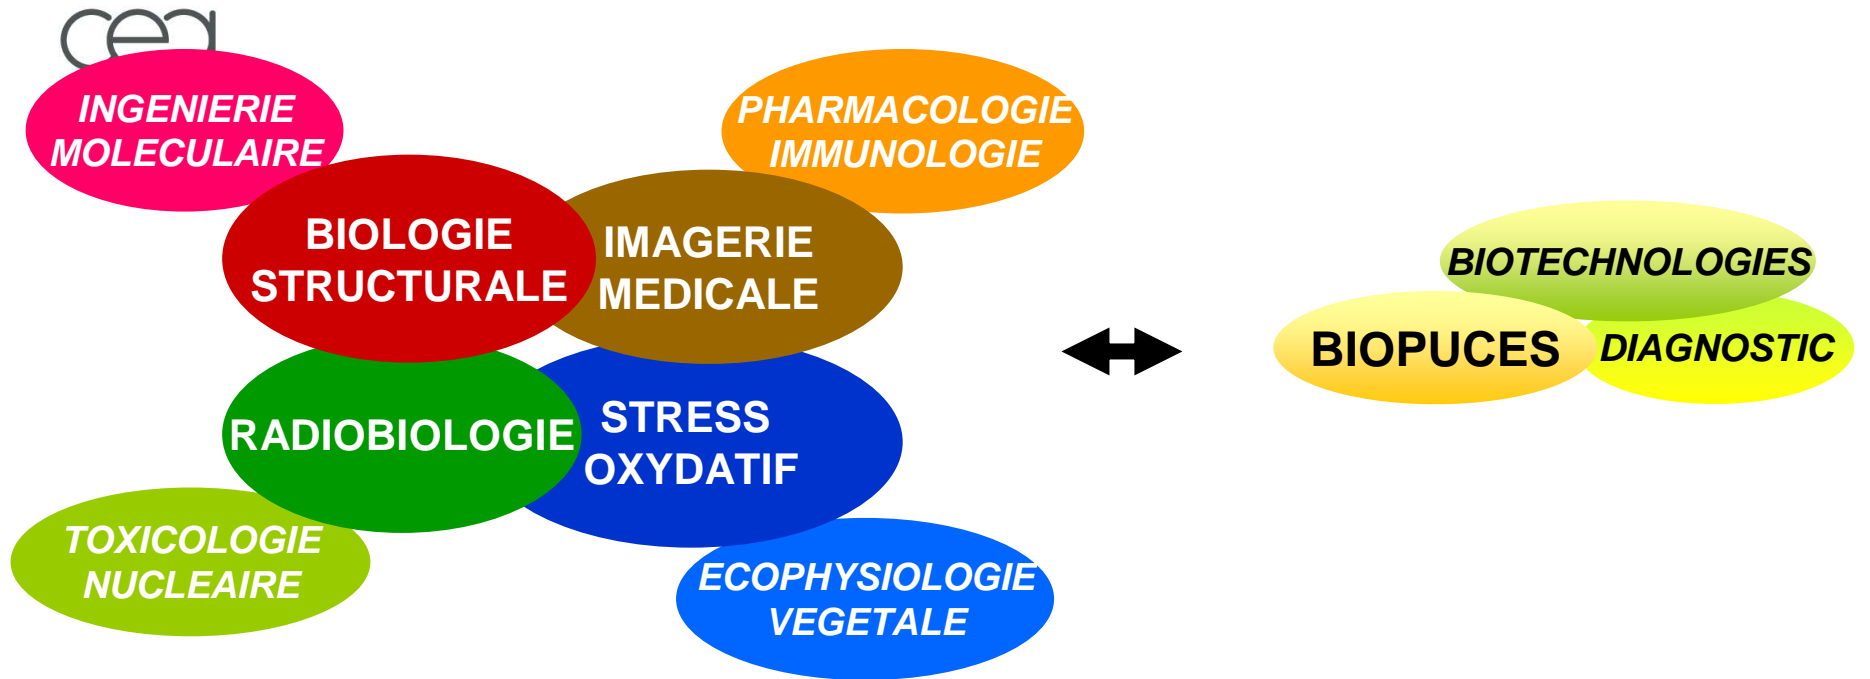 cea
INGENIERIE
MOLECULAIRE
PHARMACOLOGIE
IMMUNOLOGIE
BIOLOGIE
STRUCTURALE
IMAGERIE
MEDICALE
RADIOBIOLOGIE
STRESS
OXYDATIF
TOXICOLOGIE
NUCLEAIRE
ECOPHYSIOLOGIE
VEGETALE
BIOTECHNOLOGIES
BIOPUCES
DIAGNOSTIC